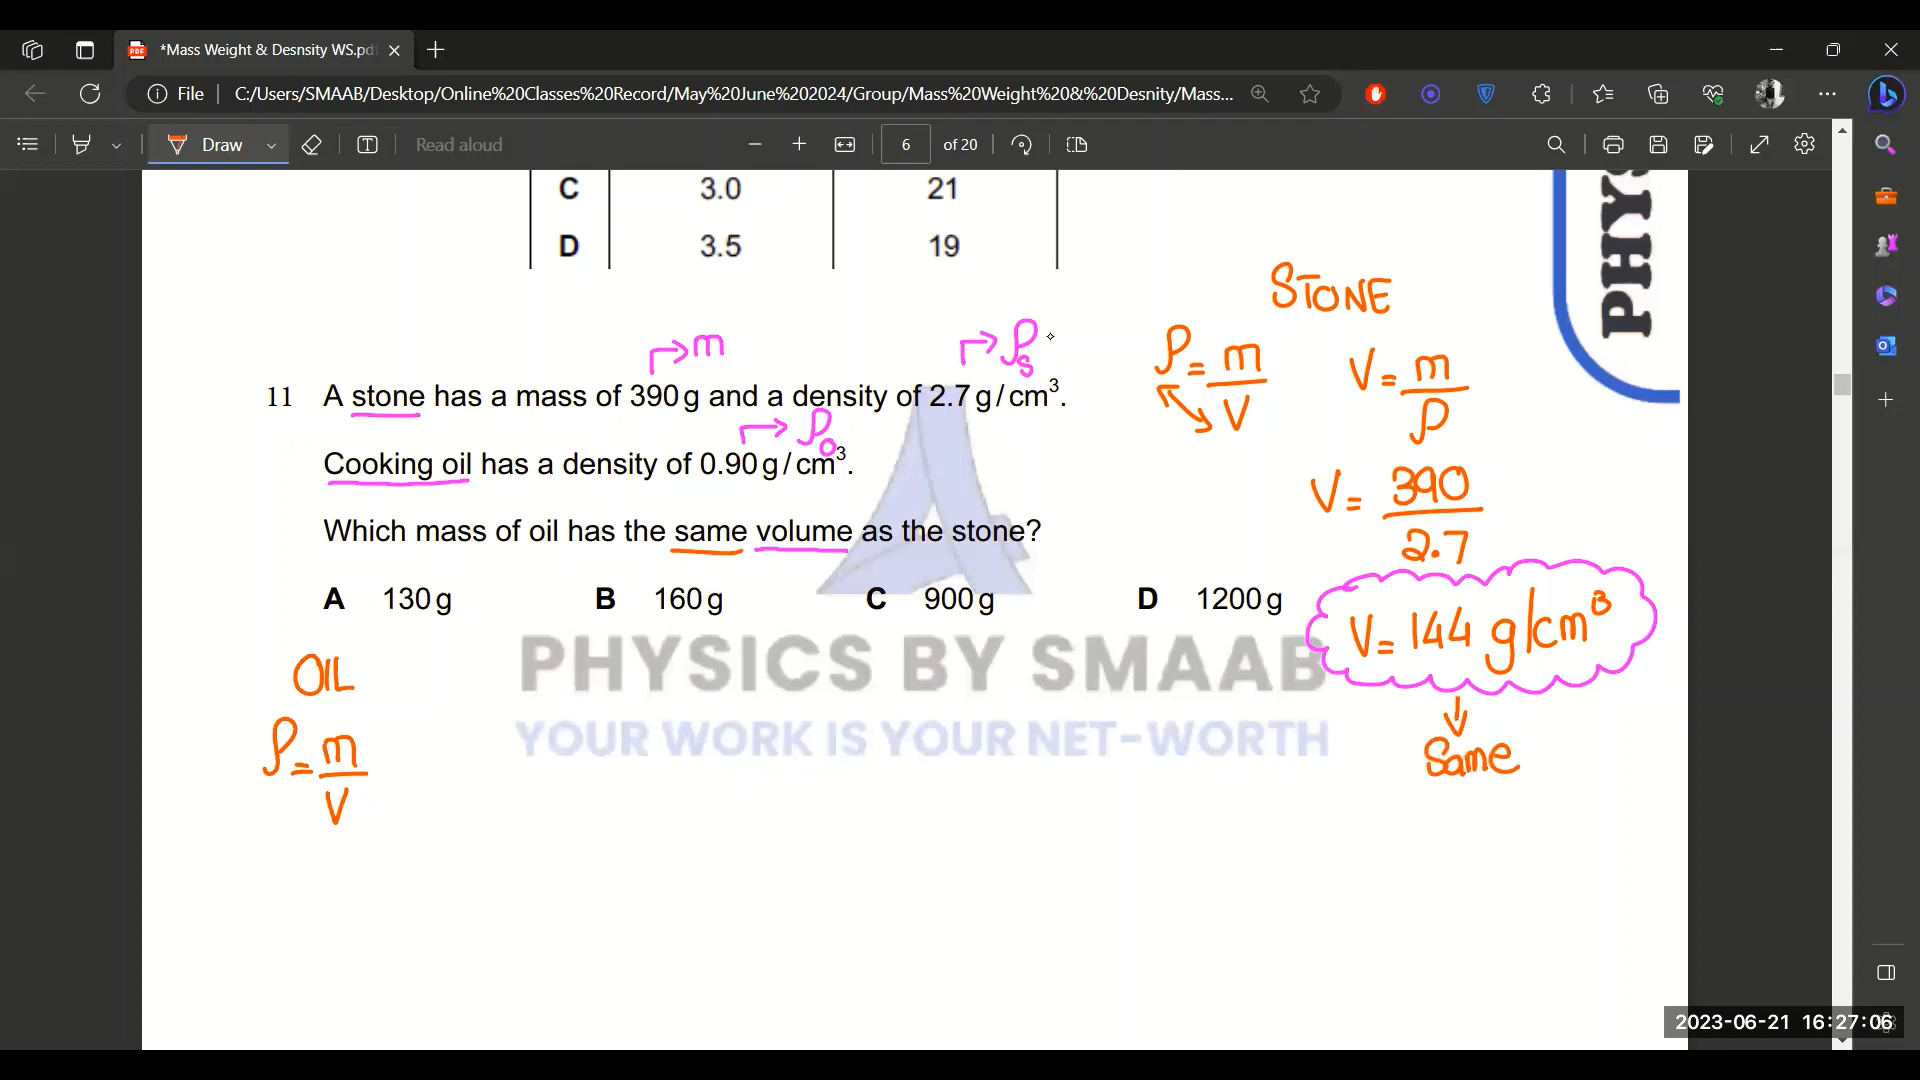 *Mass Weight & Desnsity WS.pdf
File
C:/Users/SMAAB/Desktop/Online%20Classes%20Record/May%20June%202024/Group/Mass%20Weight%20&%20Desnity/Mass...
Draw
Read aloud
6 of 20
C 3.0 21
D 3.5 19
PHYS
STONE
m
ρs
ρ = m/V
V = m/ρ
11 A stone has a mass of 390 g and a density of 2.7 g/cm³.
ρo
Cooking oil has a density of 0.90 g/cm³.
V = 390/2.7
Which mass of oil has the same volume as the stone?
A 130 g B 160 g C 900 g D 1200 g
V = 144 g/cm³
Same
OIL
ρ = m/V
PHYSICS BY SMAAB
YOUR WORK IS YOUR NET-WORTH
2023-06-21 16:27:06